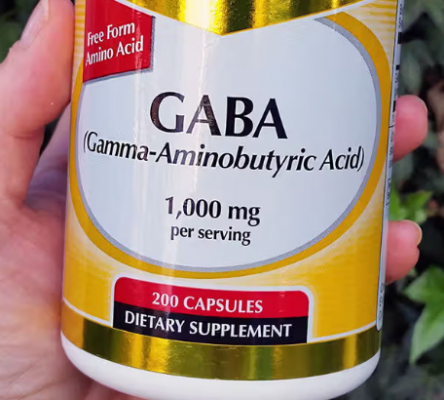 Free Form
Amino Acid
GABA
(Gamma-Aminobutyric Acid)
1,000 mg
per serving
200 CAPSULES
DIETARY SUPPLEMENT